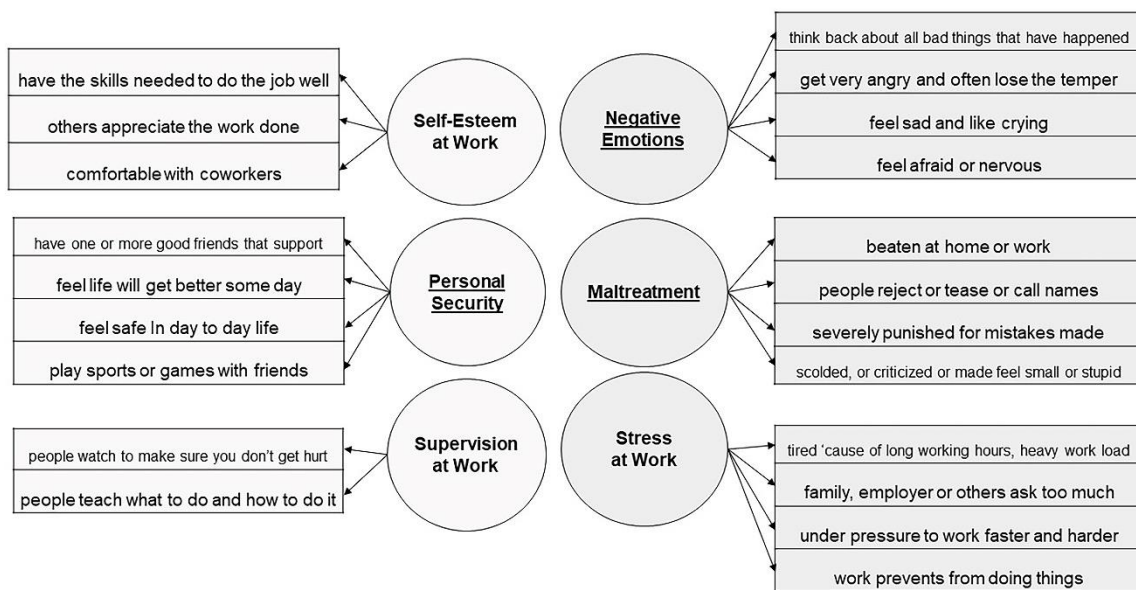 have the skills needed to do the job well
others appreciate the work done
comfortable with coworkers
Self-Esteem
at Work
Negative
Emotions
think back about all bad things that have happened
get very angry and often lose the temper
feel sad and like crying
feel afraid or nervous
have one or more good friends that support
feel life will get better some day
feel safe In day to day life
play sports or games with friends
Personal
Security
Maltreatment
beaten at home or work
people reject or tease or call names
severely punished for mistakes made
scolded, or criticized or made feel small or stupid
people watch to make sure you don’t get hurt
people teach what to do and how to do it
Supervision
at Work
Stress
at Work
tired ‘cause of long working hours, heavy work load
family, employer or others ask too much
under pressure to work faster and harder
work prevents from doing things